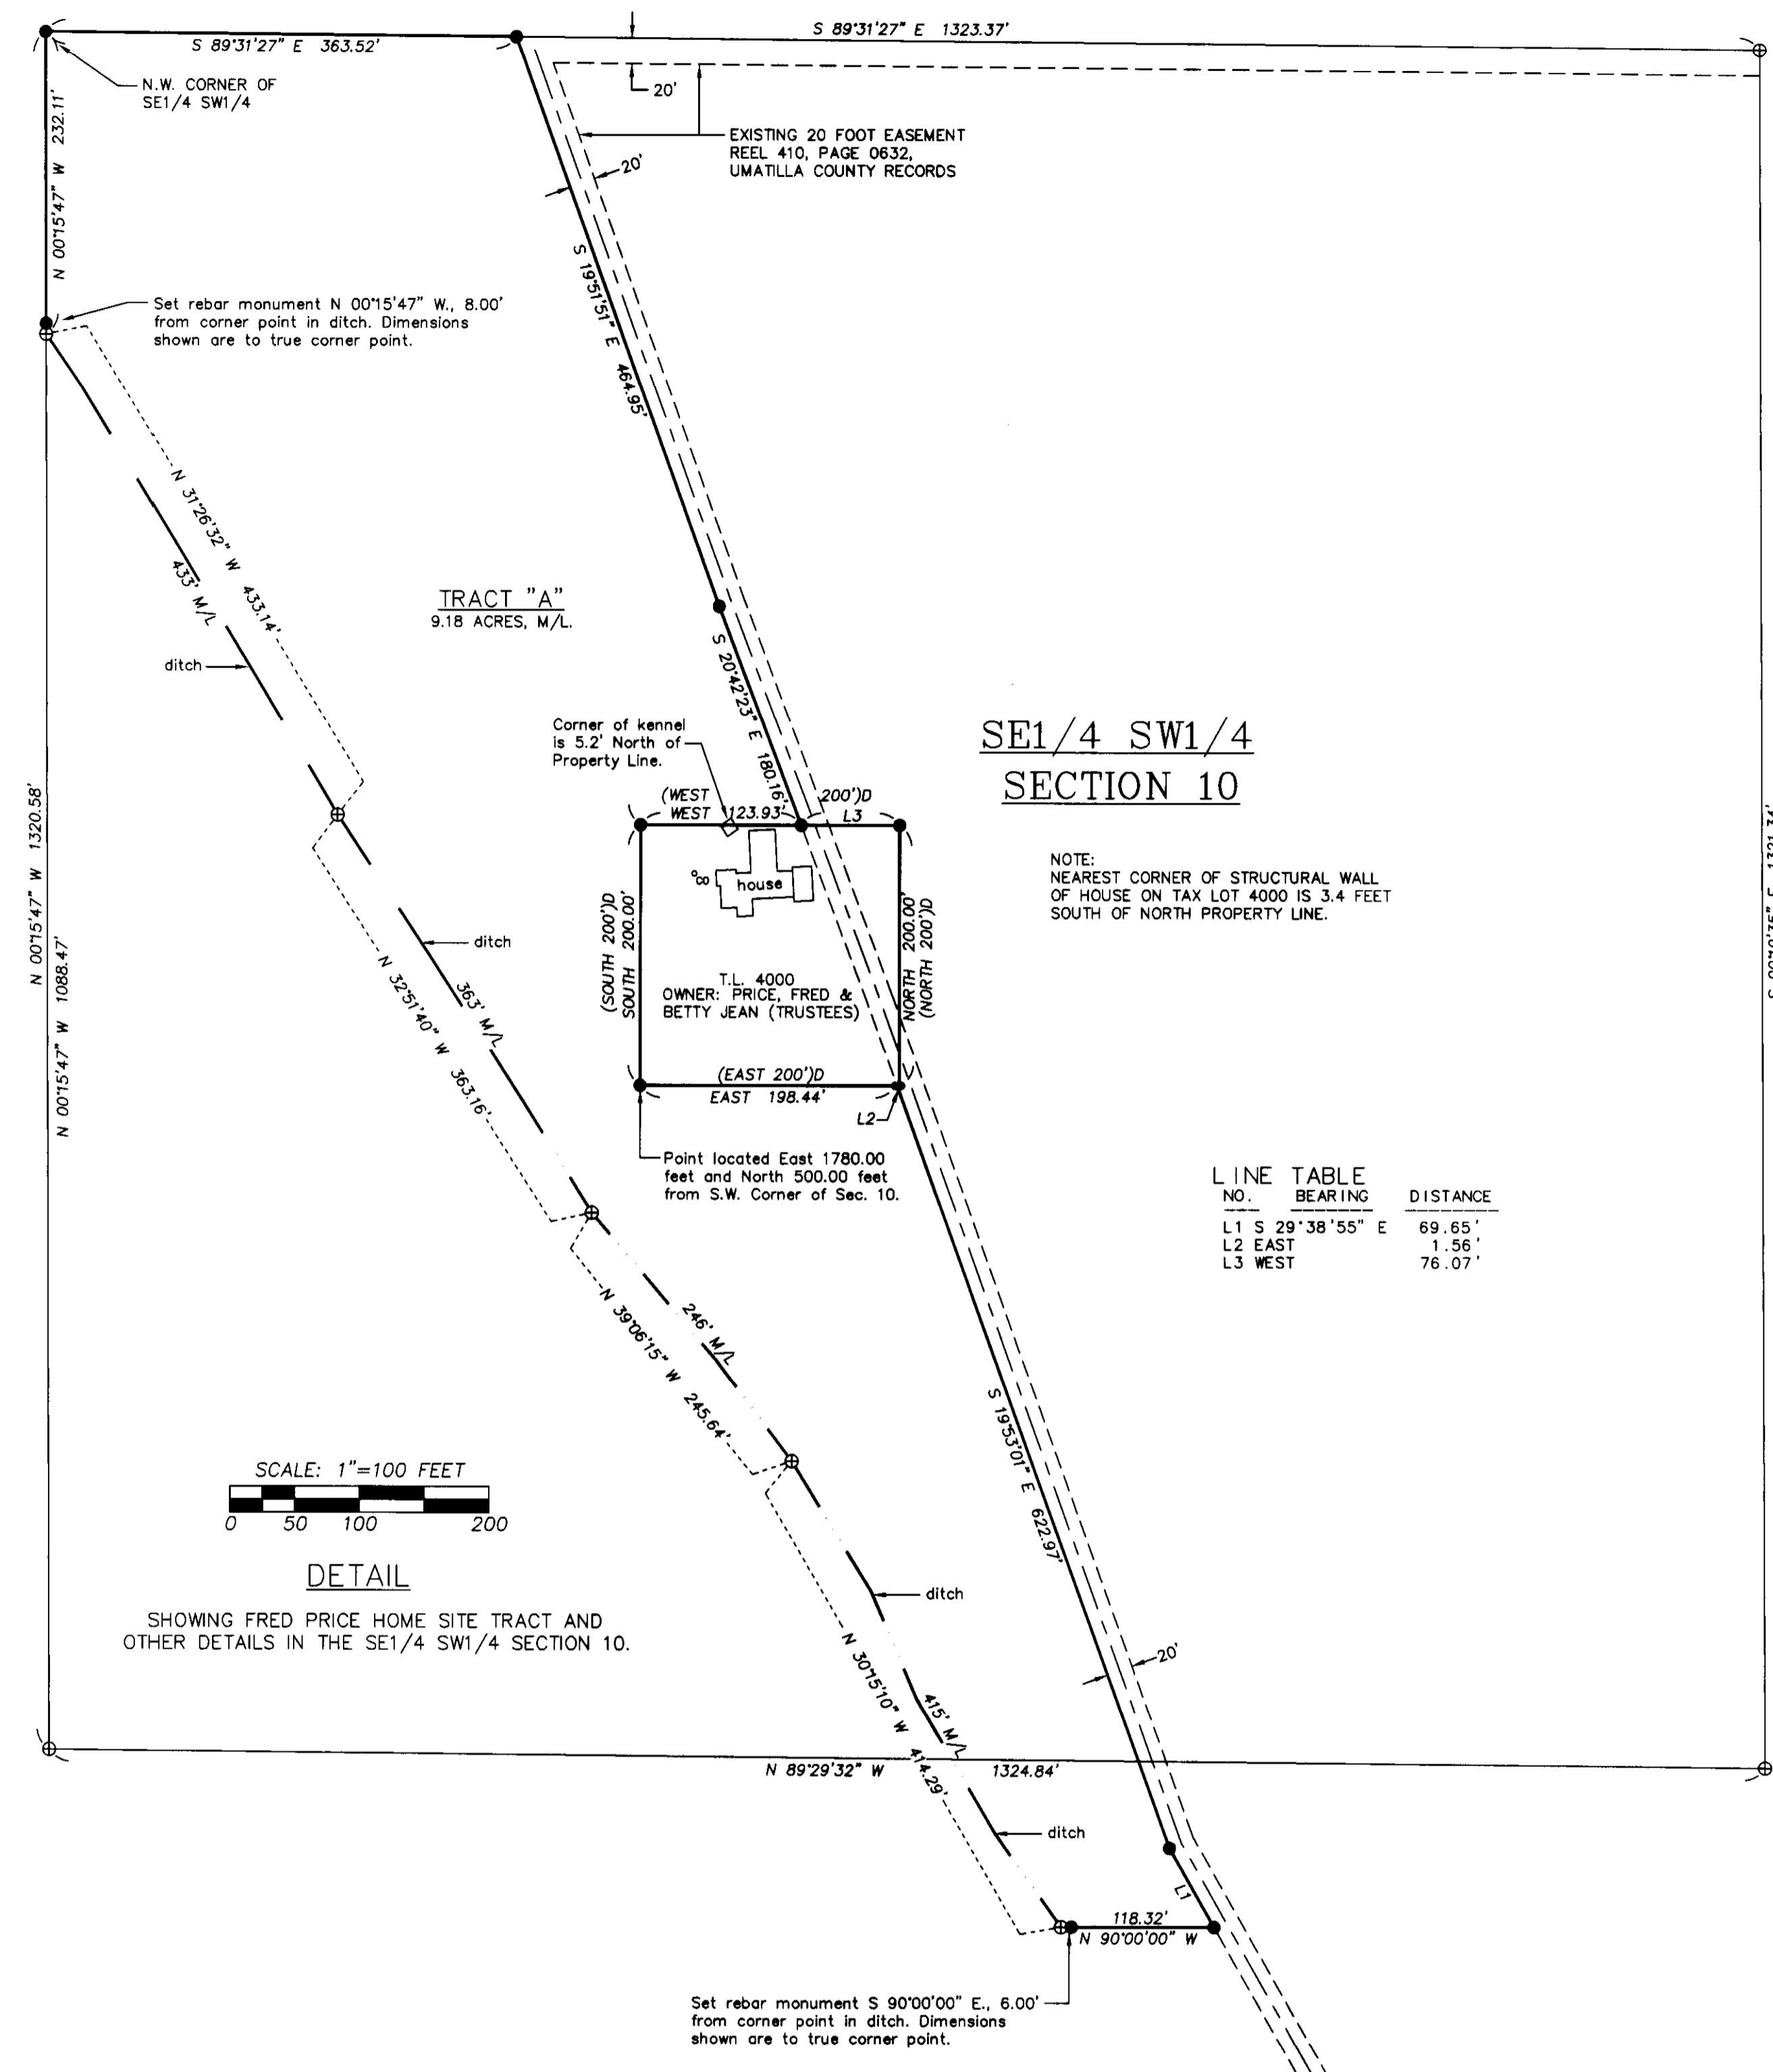 S 89°31'27" E 1323.37'
S 89°31'27" E 363.52'
N.W. CORNER OF
SE1/4 SW1/4
20'
N 00°15'47" W 232.11'
EXISTING 20 FOOT EASEMENT
REEL 410, PAGE 0632,
UMATILLA COUNTY RECORDS
20'
S 19°51'51" E 464.95'
Set rebar monument N 00°15'47" W., 8.00'
from corner point in ditch. Dimensions
shown are to true corner point.
N 31°26'32" W 433.14'
433' M/L
TRACT "A"
9.18 ACRES, M/L.
ditch
S 20°42'23" E 180.16'
Corner of kennel
is 5.2' North of
Property Line.
SE1/4 SW1/4
SECTION 10
(WEST 200')D
WEST 123.93'
L3
N 00°15'47" W 1320.58'
N 00°15'47" W 1088.47'
NOTE:
NEAREST CORNER OF STRUCTURAL WALL
OF HOUSE ON TAX LOT 4000 IS 3.4 FEET
SOUTH OF NORTH PROPERTY LINE.
house
(SOUTH 200')D
SOUTH 200.00'
NORTH 200.00'
(NORTH 200')D
ditch
N 32°51'40" W 363.16'
363' M/L
T.L. 4000
OWNER: PRICE, FRED &
BETTY JEAN (TRUSTEES)
(EAST 200')D
EAST 198.44'
L2
Point located East 1780.00
feet and North 500.00 feet
from S.W. Corner of Sec. 10.
LINE TABLE
NO. BEARING DISTANCE
L1 S 29°38'55" E 69.65'
L2 EAST 1.56'
L3 WEST 76.07'
N 39°06'15" W 245.64'
246' M/L
S 19°53'01" E 622.97'
SCALE: 1"=100 FEET
0 50 100 200
DETAIL
SHOWING FRED PRICE HOME SITE TRACT AND
OTHER DETAILS IN THE SE1/4 SW1/4 SECTION 10.
ditch
20'
N 30°15'10" W 414.29'
415' M/L
N 89°29'32" W 1324.84'
ditch
L1
118.32'
N 90°00'00" W
Set rebar monument S 90°00'00" E., 6.00'
from corner point in ditch. Dimensions
shown are to true corner point.